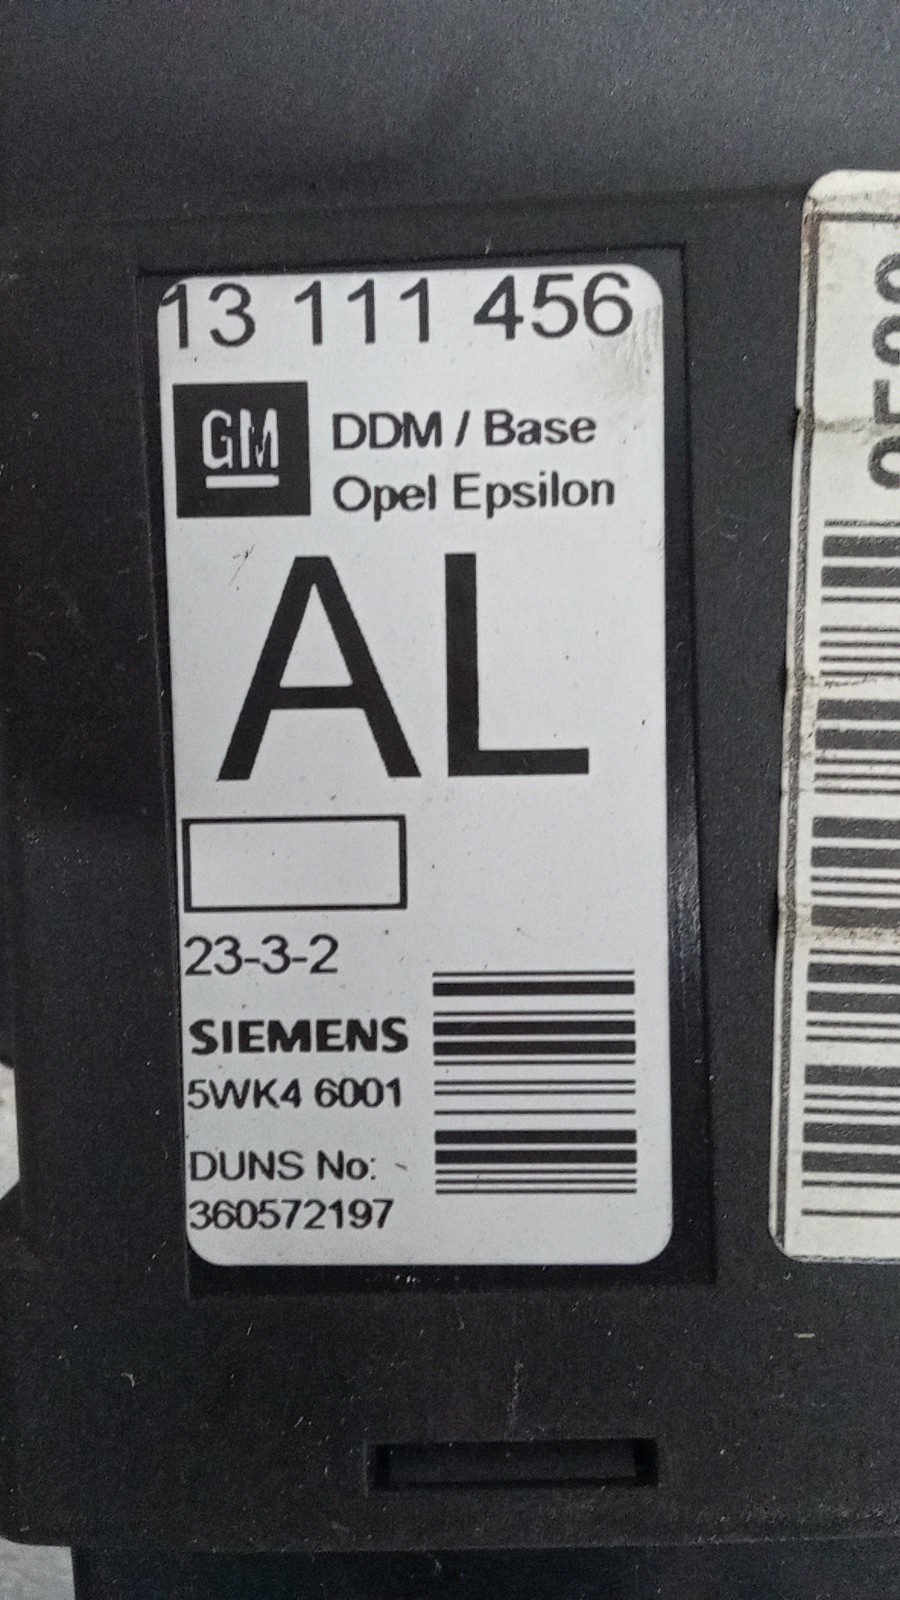 13 111 456
GM
DDM / Base
Opel Epsilon
AL
23-3-2
SIEMENS
5WK4 6001
DUNS No:
360572197